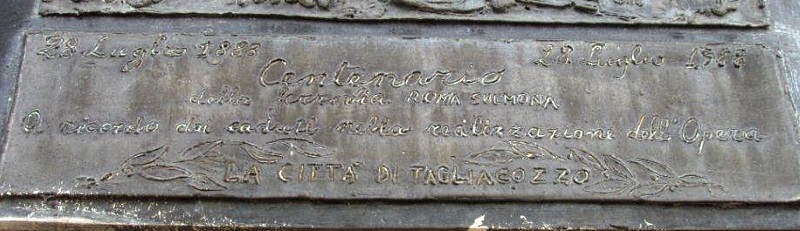 28 Luglio 1888 28 Luglio 1988
Centenario
della ferrovia ROMA SULMONA
A ricordo dei caduti nella realizzazione dell'Opera
LA CITTA' DI TAGLIACOZZO